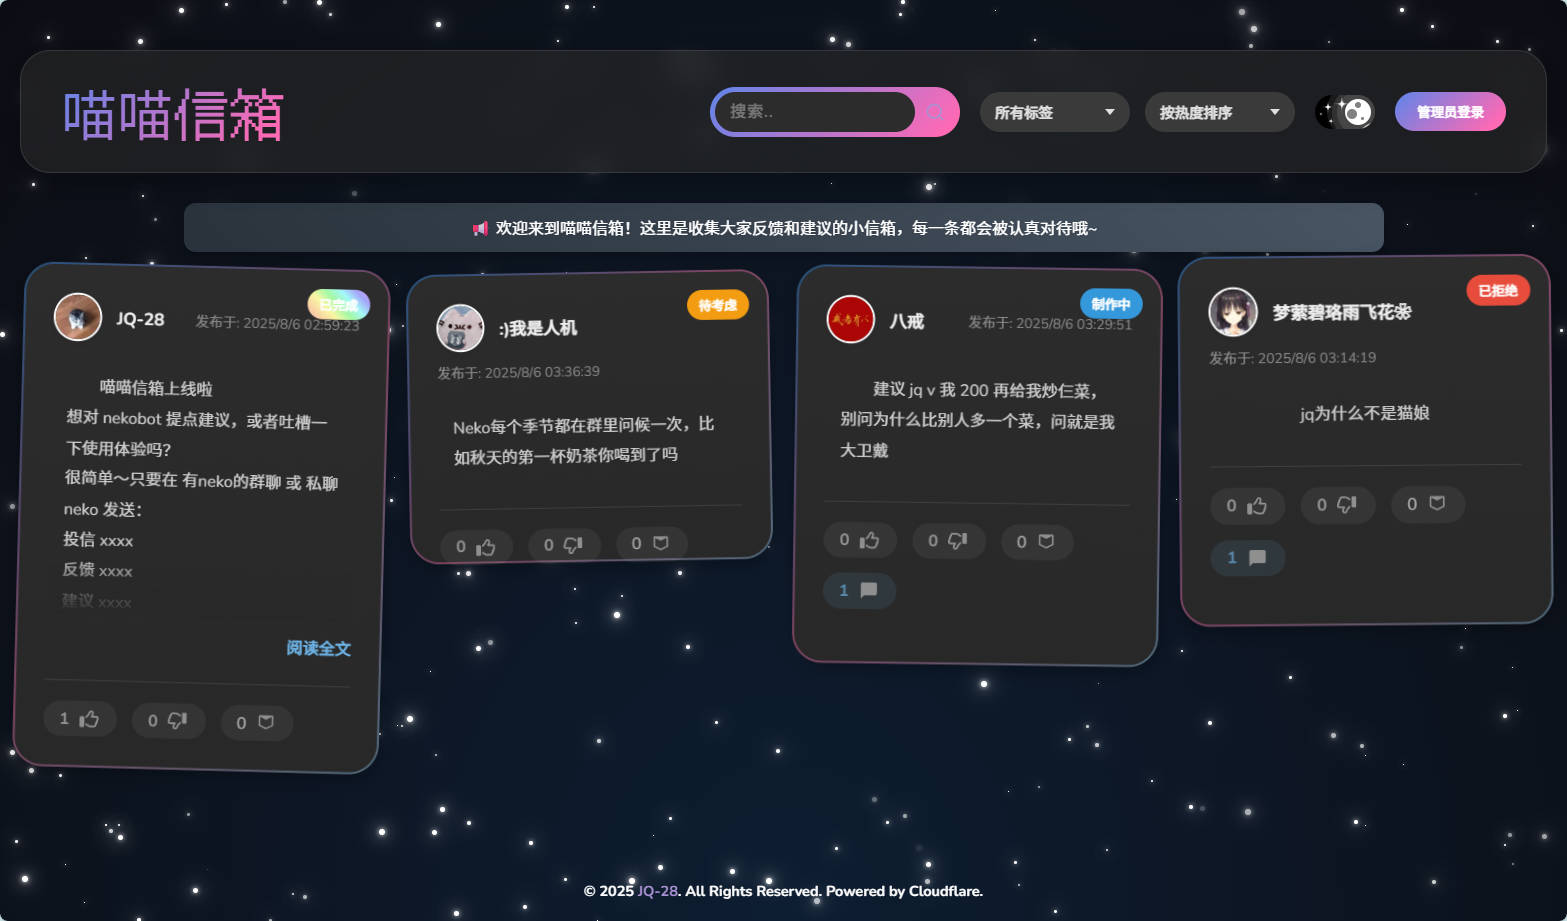 喵喵信箱
搜索..
所有标签
按热度排序
管理员登录
欢迎来到喵喵信箱！这里是收集大家反馈和建议的小信箱，每一条都会被认真对待哦~
已完成
JQ-28
发布于: 2025/8/6 02:59:23
喵喵信箱上线啦
想对 nekobot 提点建议，或者吐槽一
下使用体验吗？
很简单～只要在 有neko的群聊 或 私聊
neko 发送：
投信 xxxx
反馈 xxxx
建议 xxxx
阅读全文
1
0
0
待考虑
:)我是人机
发布于: 2025/8/6 03:36:39
Neko每个季节都在群里问候一次，比
如秋天的第一杯奶茶你喝到了吗
0
0
0
制作中
八戒
发布于: 2025/8/6 03:29:51
建议 jq v 我 200 再给我炒仨菜，
别问为什么比别人多一个菜，问就是我
大卫戴
0
0
0
1
已拒绝
梦萦碧珞雨飞花❀
发布于: 2025/8/6 03:14:19
jq为什么不是猫娘
0
0
0
1
© 2025 JQ-28. All Rights Reserved. Powered by Cloudflare.